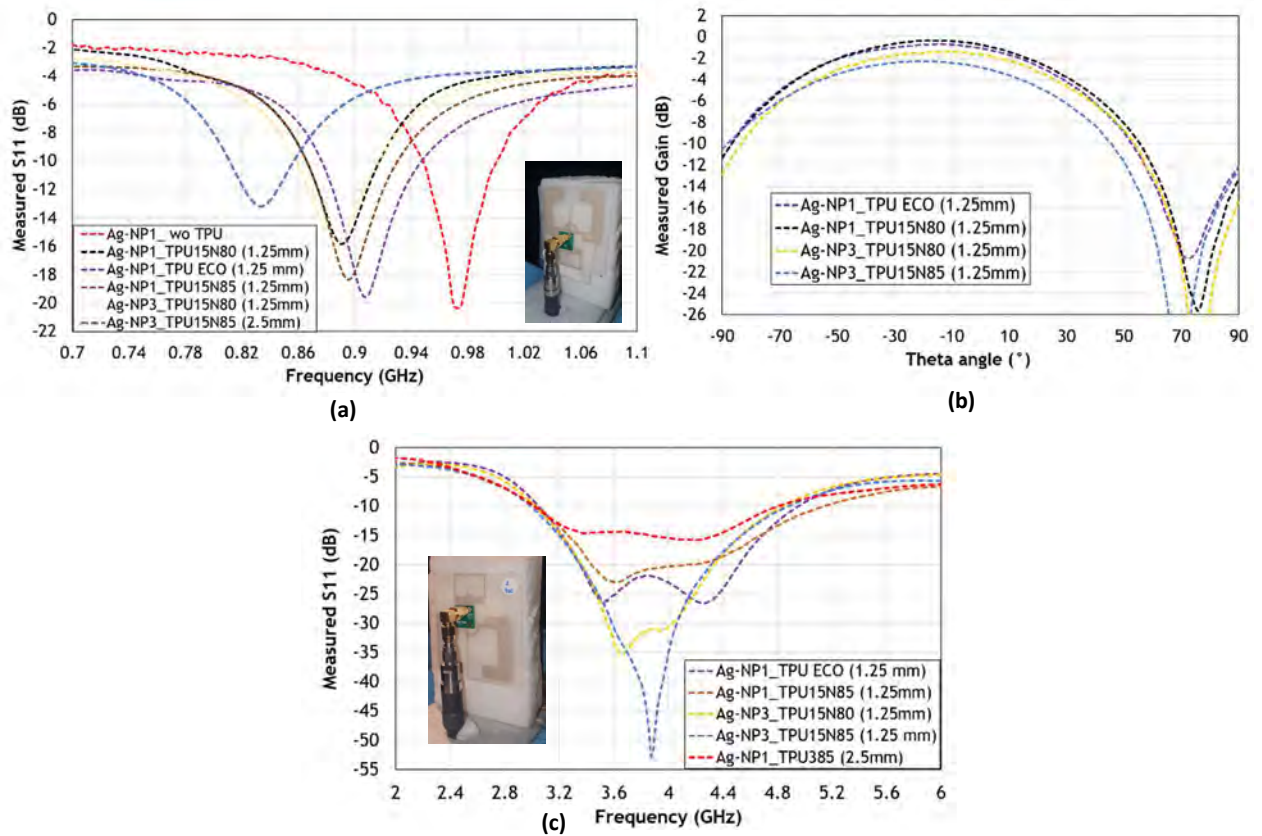 0
-2
-4
-6
-8
-10
-12
-14
-16
-18
-20
-22
Measured S11 (dB)
Ag-NP1_ wo TPU
Ag-NP1_TPU15N80 (1.25mm)
Ag-NP1_TPU ECO (1.25 mm)
Ag-NP1_TPU15N85 (1.25mm)
Ag-NP3_TPU15N80 (1.25mm)
Ag-NP3_TPU15N85 (2.5mm)
0.7 0.74 0.78 0.82 0.86 0.9 0.94 0.98 1.02 1.06 1.1
Frequency (GHz)
(a)
2
0
-2
-4
-6
-8
-10
-12
-14
-16
-18
-20
-22
-24
-26
Measured Gain (dB)
Ag-NP1_TPU ECO (1.25mm)
Ag-NP1_TPU15N80 (1.25mm)
Ag-NP3_TPU15N80 (1.25mm)
Ag-NP3_TPU15N85 (1.25mm)
-90 -70 -50 -30 -10 10 30 50 70 90
Theta angle (°)
(b)
0
-5
-10
-15
-20
-25
-30
-35
-40
-45
-50
-55
Measured S11 (dB)
Ag-NP1_TPU ECO (1.25 mm)
Ag-NP1_TPU15N85 (1.25mm)
Ag-NP3_TPU15N80 (1.25mm)
Ag-NP3_TPU15N85 (1.25 mm)
Ag-NP1_TPU385 (2.5mm)
2 2.4 2.8 3.2 3.6 4 4.4 4.8 5.2 5.6 6
Frequency (GHz)
(c)